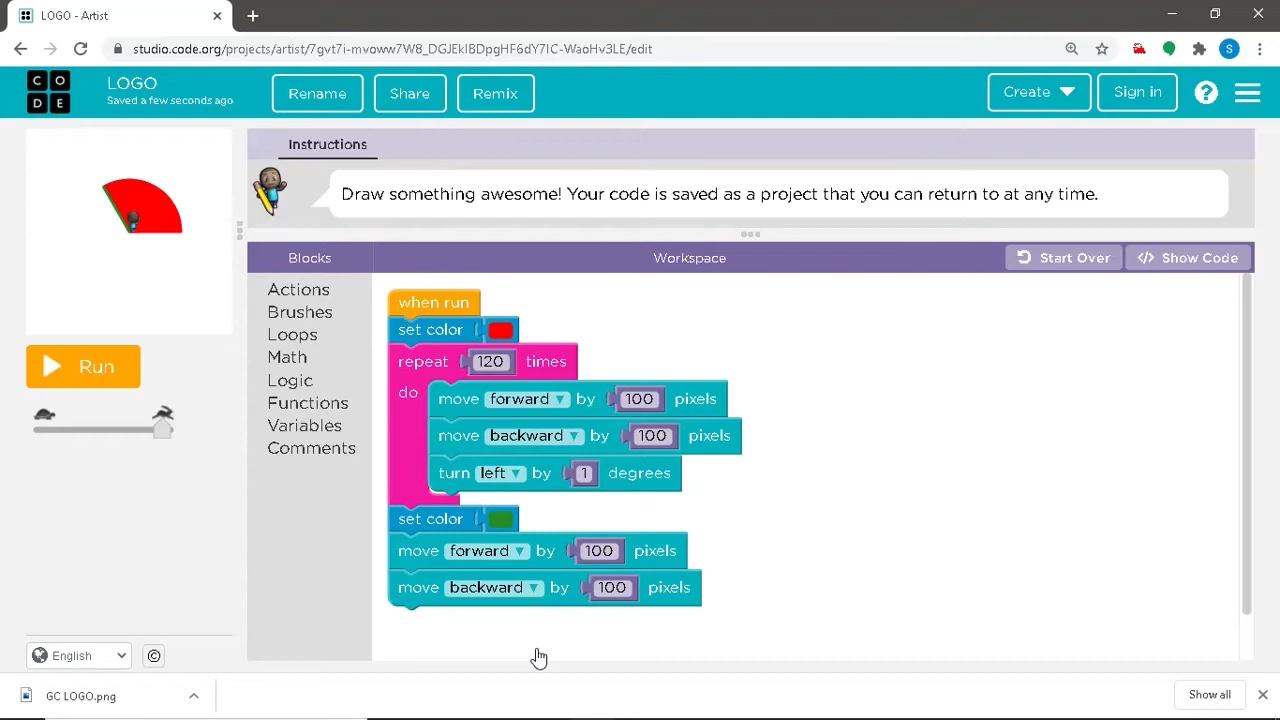 LOGO - Artist
studio.code.org/projects/artist/7gvt7i-mvoww7W8_DGJEkIBDpgHF6dY7IC-WaoHv3LE/edit
S
C O
D E
LOGO
Saved a few seconds ago
Rename
Share
Remix
Create
Sign in
?
Instructions
Draw something awesome! Your code is saved as a project that you can return to at any time.
Blocks
Workspace
Start Over
</> Show Code
Actions
Brushes
Loops
Math
Logic
Functions
Variables
Comments
when run
set color
repeat 120 times
do
move forward by 100 pixels
move backward by 100 pixels
turn left by 1 degrees
set color
move forward by 100 pixels
move backward by 100 pixels
Run
English
©
GC LOGO.png
Show all